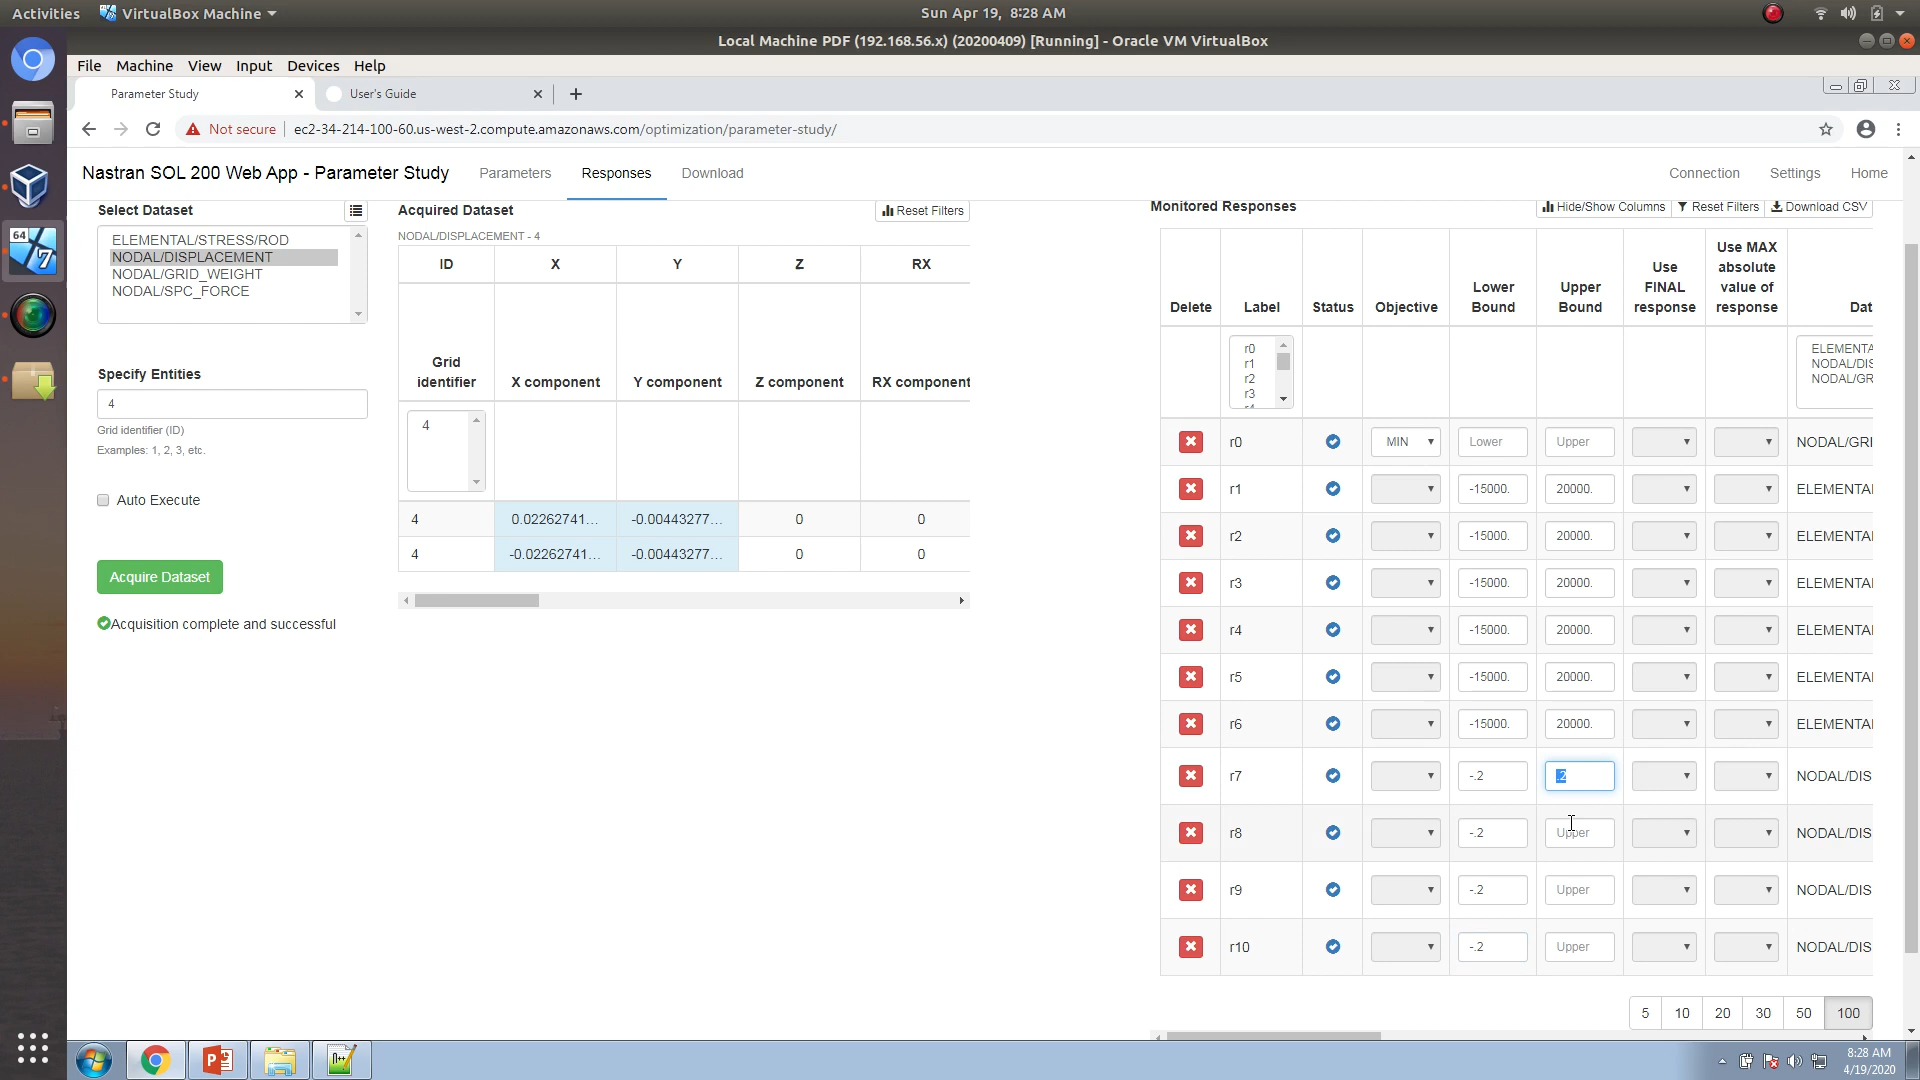 Activities VirtualBox Machine Sun Apr 19, 8:28 AM
Local Machine PDF (192.168.56.x) (20200409) [Running] - Oracle VM VirtualBox
File Machine View Input Devices Help
Parameter Study User's Guide
Not secure ec2-34-214-100-60.us-west-2.compute.amazonaws.com/optimization/parameter-study/
Nastran SOL 200 Web App - Parameter Study Parameters Responses Download Connection Settings Home
Select Dataset
ELEMENTAL/STRESS/ROD
NODAL/DISPLACEMENT
NODAL/GRID_WEIGHT
NODAL/SPC_FORCE
Specify Entities
4
Grid identifier (ID)
Examples: 1, 2, 3, etc.
Auto Execute
Acquire Dataset
Acquisition complete and successful
Acquired Dataset Reset Filters
NODAL/DISPLACEMENT - 4
ID X Y Z RX
Grid identifier X component Y component Z component RX component
4
4 0.02262741... -0.00443277... 0 0
4 -0.02262741... -0.00443277... 0 0
Monitored Responses Hide/Show Columns Reset Filters Download CSV
Delete Label Status Objective Lower Bound Upper Bound Use FINAL response Use MAX absolute value of response Dat
r0
r1
r2
r3
r4
ELEMENTA
NODAL/DIS
NODAL/GR
r0 MIN Lower Upper NODAL/GRI
r1 -15000. 20000. ELEMENTAI
r2 -15000. 20000. ELEMENTAI
r3 -15000. 20000. ELEMENTAI
r4 -15000. 20000. ELEMENTAI
r5 -15000. 20000. ELEMENTAI
r6 -15000. 20000. ELEMENTAI
r7 -.2 .2 NODAL/DIS
r8 -.2 Upper NODAL/DIS
r9 -.2 Upper NODAL/DIS
r10 -.2 Upper NODAL/DIS
5 10 20 30 50 100
64
7
8:28 AM
4/19/2020